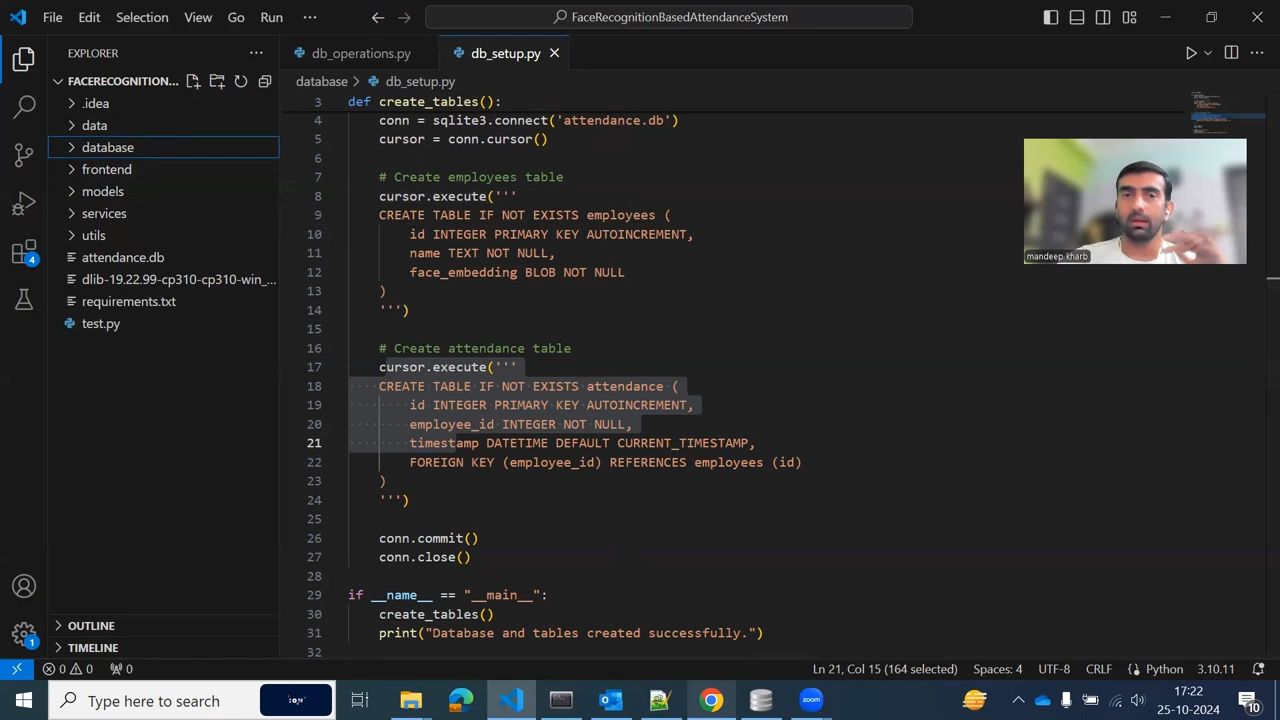 File Edit Selection View Go Run ···
FaceRecognitionBasedAttendanceSystem
EXPLORER
db_operations.py
db_setup.py
FACERECOGNITION...
database > db_setup.py
.idea
data
database
frontend
models
services
utils
attendance.db
dlib-19.22.99-cp310-cp310-win_...
requirements.txt
test.py
3 def create_tables():
4 conn = sqlite3.connect('attendance.db')
5 cursor = conn.cursor()
6
7 # Create employees table
8 cursor.execute('''
9 CREATE TABLE IF NOT EXISTS employees (
10 id INTEGER PRIMARY KEY AUTOINCREMENT,
11 name TEXT NOT NULL,
12 face_embedding BLOB NOT NULL
13 )
14 ''')
15
16 # Create attendance table
17 cursor.execute('''
18 CREATE TABLE IF NOT EXISTS attendance (
19 id INTEGER PRIMARY KEY AUTOINCREMENT,
20 employee_id INTEGER NOT NULL,
21 timestamp DATETIME DEFAULT CURRENT_TIMESTAMP,
22 FOREIGN KEY (employee_id) REFERENCES employees (id)
23 )
24 ''')
25
26 conn.commit()
27 conn.close()
28
29 if __name__ == "__main__":
30 create_tables()
31 print("Database and tables created successfully.")
32
mandeep kharb
4
1
OUTLINE
TIMELINE
0 0 0
Ln 21, Col 15 (164 selected) Spaces: 4 UTF-8 CRLF Python 3.10.11
Type here to search
17:22
25-10-2024
10